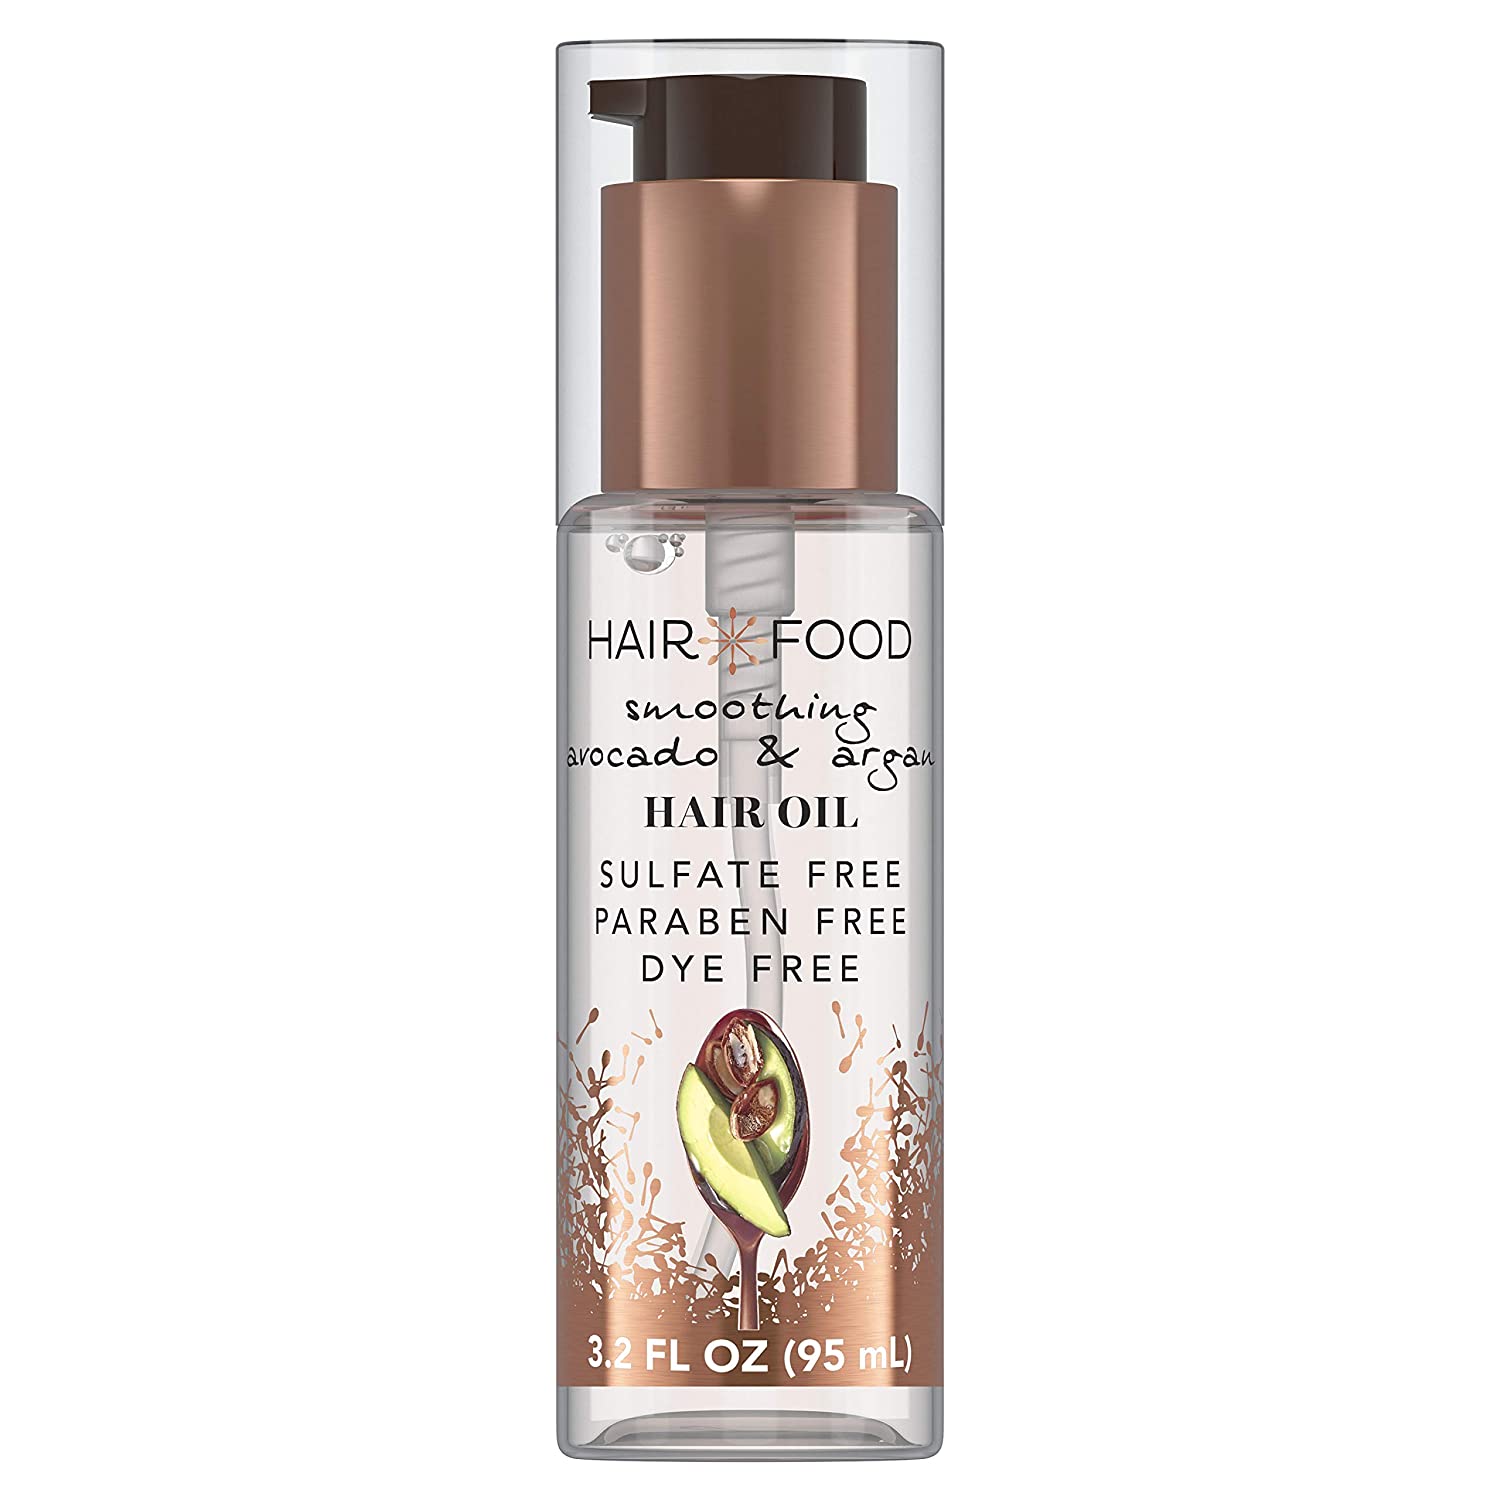 HAIR FOOD
smoothing
avocado & argan
HAIR OIL
SULFATE FREE
PARABEN FREE
DYE FREE
3.2 FL OZ (95 mL)